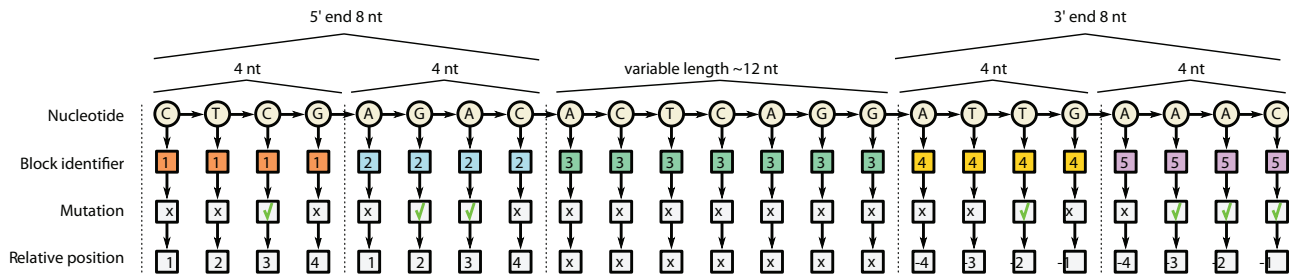 5' end 8 nt 3' end 8 nt
4 nt 4 nt variable length ~12 nt 4 nt 4 nt
Nucleotide C T C G A G A C A C T C A G G A T T G A A A C
Block identifier 1 1 1 1 2 2 2 2 3 3 3 3 3 3 3 4 4 4 4 5 5 5 5
Mutation x x √ x x √ √ x x x x x x x x x x √ x x √ √ √
Relative position 1 2 3 4 1 2 3 4 x x x x x x x -4 -3 -2 -1 -4 -3 -2 -1